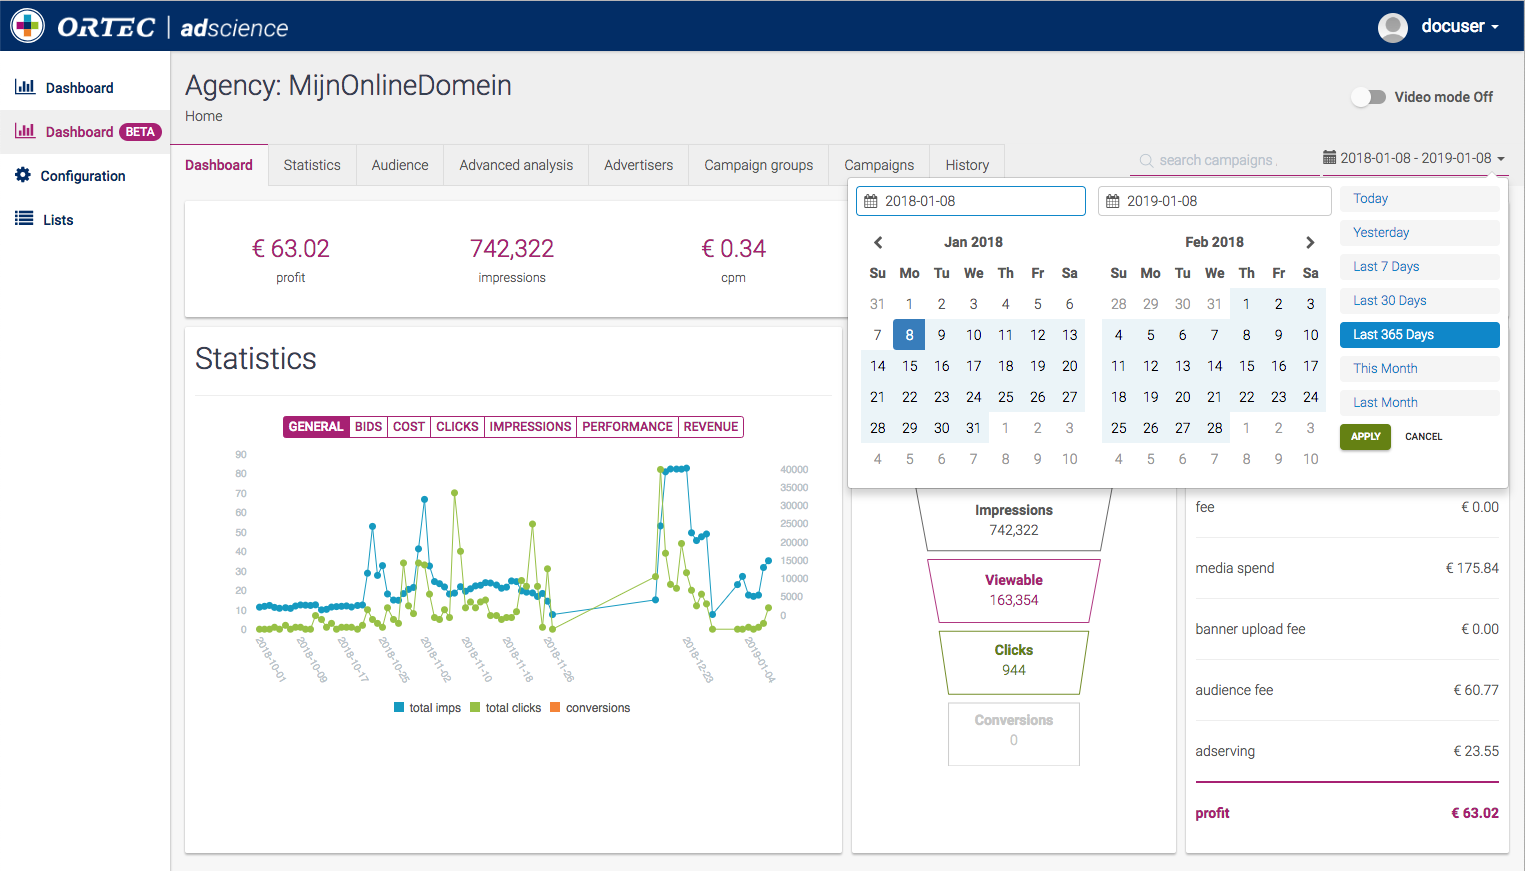 ORTEC | adscience
docuser
Dashboard
Dashboard BETA
Configuration
Lists
Agency: MijnOnlineDomein
Home
Video mode Off
Dashboard Statistics Audience Advanced analysis Advertisers Campaign groups Campaigns History
search campaigns .
2018-01-08 - 2019-01-08
€ 63.02
profit
742,322
impressions
€ 0.34
cpm
2018-01-08
2019-01-08
Jan 2018
Su Mo Tu We Th Fr Sa
31 1 2 3 4 5 6
7 8 9 10 11 12 13
14 15 16 17 18 19 20
21 22 23 24 25 26 27
28 29 30 31 1 2 3
4 5 6 7 8 9 10
Feb 2018
Su Mo Tu We Th Fr Sa
28 29 30 31 1 2 3
4 5 6 7 8 9 10
11 12 13 14 15 16 17
18 19 20 21 22 23 24
25 26 27 28 1 2 3
4 5 6 7 8 9 10
Today
Yesterday
Last 7 Days
Last 30 Days
Last 365 Days
This Month
Last Month
APPLY CANCEL
Statistics
GENERAL BIDS COST CLICKS IMPRESSIONS PERFORMANCE REVENUE
90
80
70
60
50
40
30
20
10
0
40000
35000
30000
25000
20000
15000
10000
5000
0
2018-10-01
2018-10-09
2018-10-17
2018-10-25
2018-11-02
2018-11-10
2018-11-18
2018-11-26
2018-12-23
2019-01-04
total imps total clicks conversions
Impressions
742,322
Viewable
163,354
Clicks
944
Conversions
0
fee € 0.00
media spend € 175.84
banner upload fee € 0.00
audience fee € 60.77
adserving € 23.55
profit € 63.02